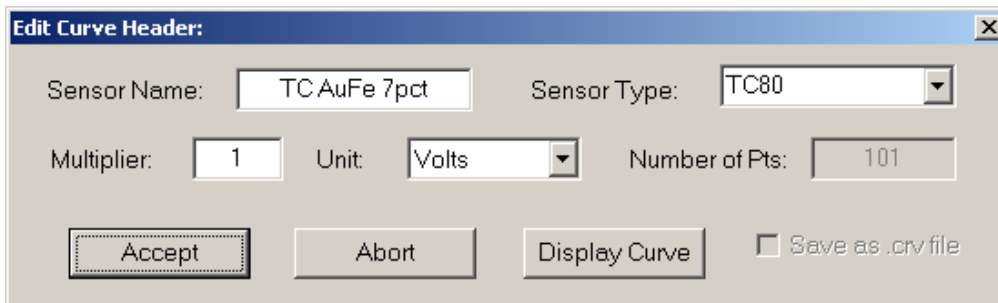 Edit Curve Header:
Sensor Name: TC AuFe 7pct Sensor Type: TC80
Multiplier: 1 Unit: Volts Number of Pts: 101
Accept Abort Display Curve Save as .crv file